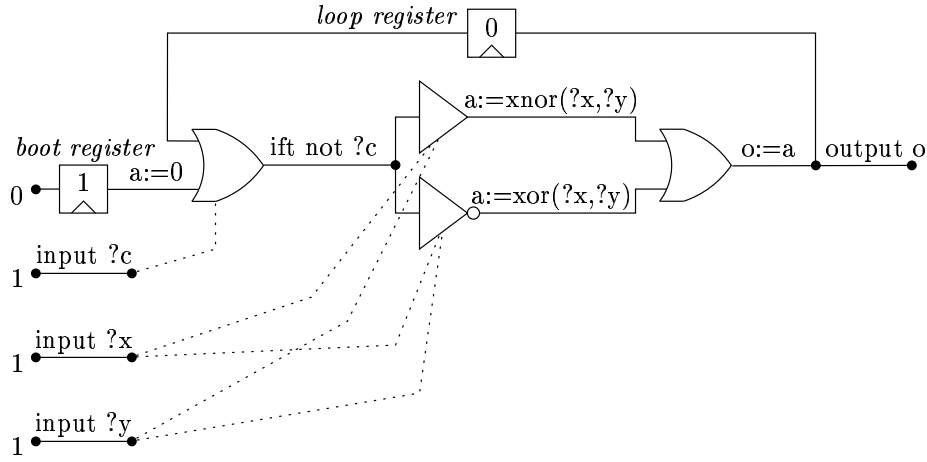 loop register
0
a:=xnor(?x,?y)
boot register
ift not ?c
o:=a
output o
0
1
a:=0
a:=xor(?x,?y)
input ?c
1
input ?x
1
input ?y
1